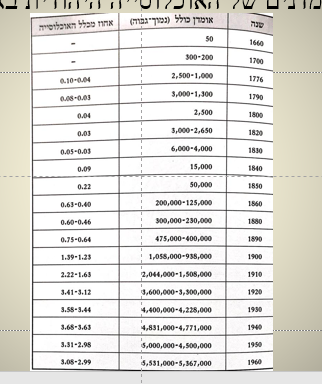 של האוכלוסייה היהודית
שנה אומדן כולל (נמוך-גבוה) אחוז מכלל האוכלוסייה
1660 50 –
1700 300-200 –
1776 2,500-1,000 0.10-0.04
1790 3,000-1,300 0.08-0.03
1800 2,500 0.04
1820 3,000-2,650 0.03
1830 6,000-4,000 0.05-0.03
1840 15,000 0.09
1850 50,000 0.22
1860 200,000-125,000 0.63-0.40
1880 300,000-230,000 0.60-0.46
1890 475,000-400,000 0.75-0.64
1900 1,058,000-938,000 1.39-1.23
1910 2,044,000-1,508,000 2.22-1.63
1920 3,600,000-3,300,000 3.41-3.12
1930 4,400,000-4,228,000 3.58-3.44
1940 4,831,000-4,771,000 3.68-3.63
1950 5,000,000-4,500,000 3.31-2.98
1960 5,531,000-5,367,000 3.08-2.99